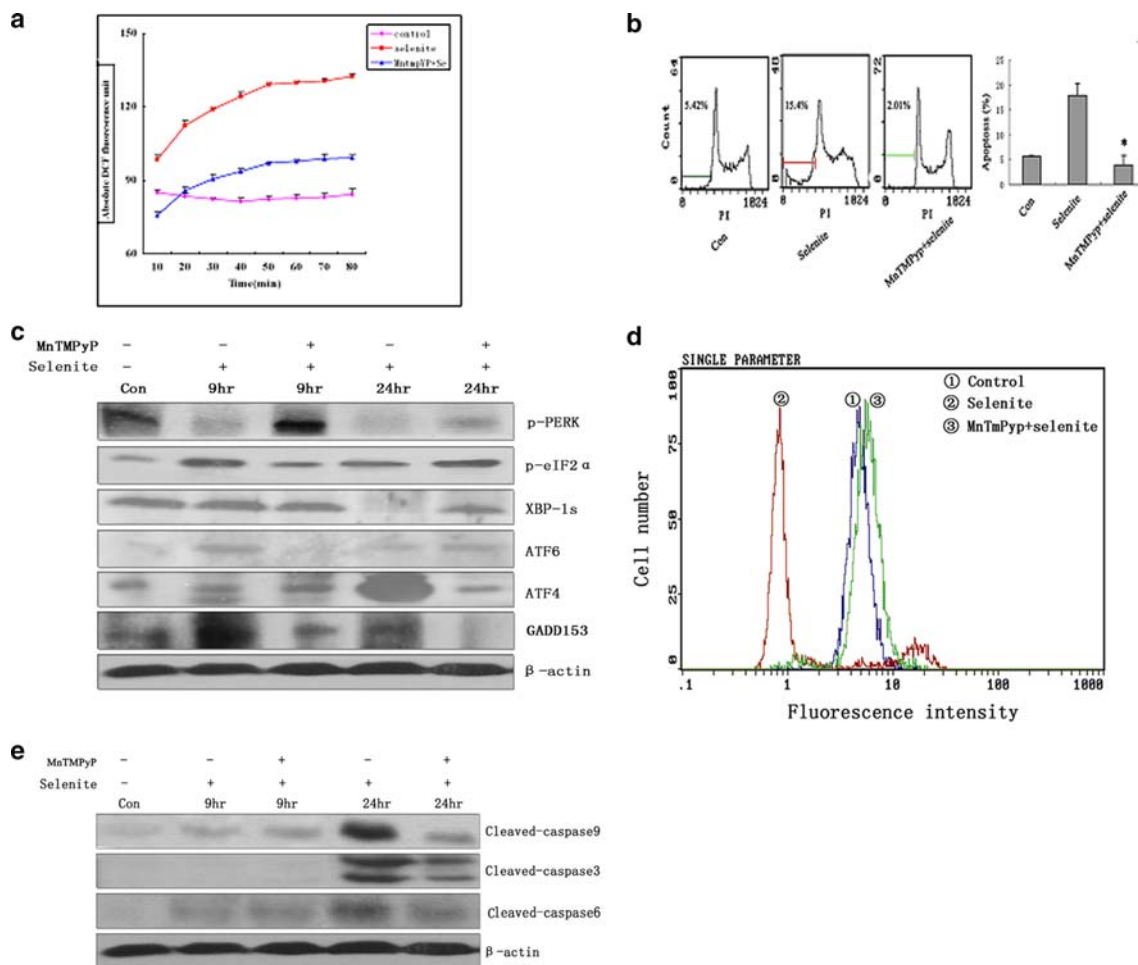 a
150
120
90
60
Absolute DCF fluorescence unit
control
selenite
MntmpYP+Se
10 20 30 40 50 60 70 80
Time(min)
b
64
0
Count
5.42%
0 1024
PI
Con
48
0
15.4%
0 1024
PI
Selenite
72
0
2.01%
0 1024
PI
MnTMPyp+selenite
Apoptosis (%)
25
20
15
10
5
0
*
Con
Selenite
MnTMPyp+selenite
c
MnTMPyP − − + − +
Selenite − + + + +
Con 9hr 9hr 24hr 24hr
p-PERK
p-eIF2α
XBP-1s
ATF6
ATF4
GADD153
β-actin
d
SINGLE PARAMETER
① Control
② Selenite
③ MnTmPyp+selenite
② ① ③
100
75
50
25
0
Cell number
.1 1 10 100 1000
Fluorescence intensity
e
MnTMPyP − − + − +
Selenite − + + + +
Con 9hr 9hr 24hr 24hr
Cleaved-caspase9
Cleaved-caspase3
Cleaved-caspase6
β-actin